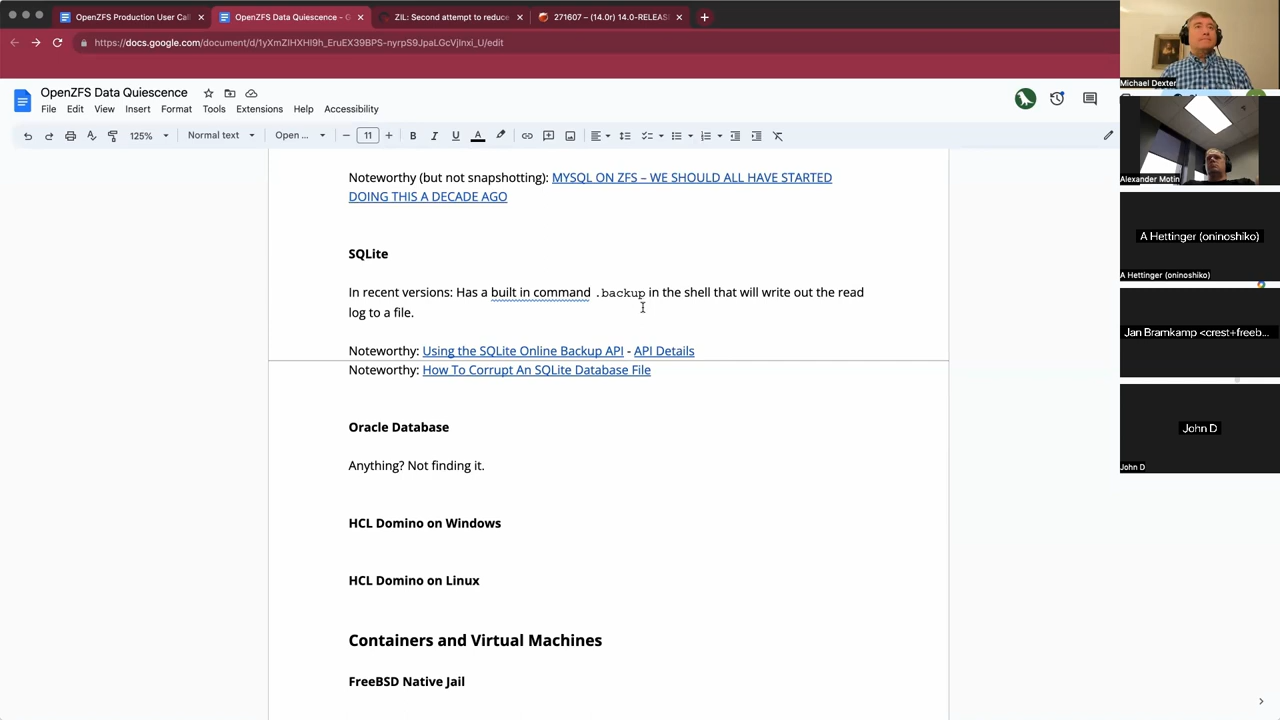 OpenZFS Production User Cal
OpenZFS Data Quiescence - G
ZIL: Second attempt to reduce
271607 – (14.0r) 14.0-RELEAS
https://docs.google.com/document/d/1yXmZIHXHI9h_EruEX39BPS-nyrpS9JpaLGcVjInxi_U/edit
OpenZFS Data Quiescence
File Edit View Insert Format Tools Extensions Help Accessibility
125% Normal text Open ... 11 B I U A
Noteworthy (but not snapshotting): MYSQL ON ZFS – WE SHOULD ALL HAVE STARTED
DOING THIS A DECADE AGO
SQLite
In recent versions: Has a built in command .backup in the shell that will write out the read
log to a file.
Noteworthy: Using the SQLite Online Backup API - API Details
Noteworthy: How To Corrupt An SQLite Database File
Oracle Database
Anything? Not finding it.
HCL Domino on Windows
HCL Domino on Linux
Containers and Virtual Machines
FreeBSD Native Jail
Michael Dexter
Alexander Motin
A Hettinger (oninoshiko)
A Hettinger (oninoshiko)
Jan Bramkamp <crest+freeb...
John D
John D